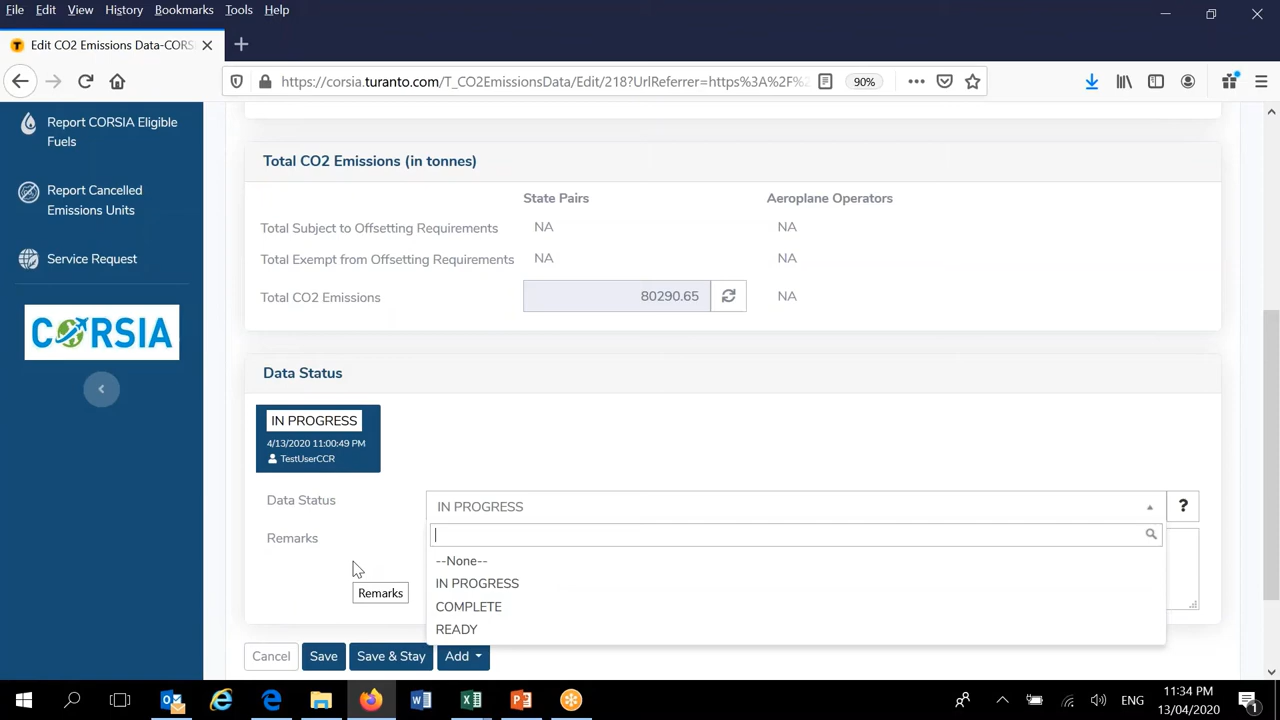 File Edit View History Bookmarks Tools Help
Edit CO2 Emissions Data-CORS
https://corsia.turanto.com/T_CO2EmissionsData/Edit/218?UrlReferrer=https%3A%2F%2 90%
Report CORSIA Eligible
Fuels
Report Cancelled
Emissions Units
Service Request
CORSIA
Total CO2 Emissions (in tonnes)
State Pairs Aeroplane Operators
Total Subject to Offsetting Requirements NA NA
Total Exempt from Offsetting Requirements NA NA
Total CO2 Emissions 80290.65 NA
Data Status
IN PROGRESS
4/13/2020 11:00:49 PM
TestUserCCR
Data Status IN PROGRESS ?
Remarks
--None--
IN PROGRESS
Remarks
COMPLETE
READY
Cancel Save Save & Stay Add
ENG 11:34 PM
13/04/2020 1